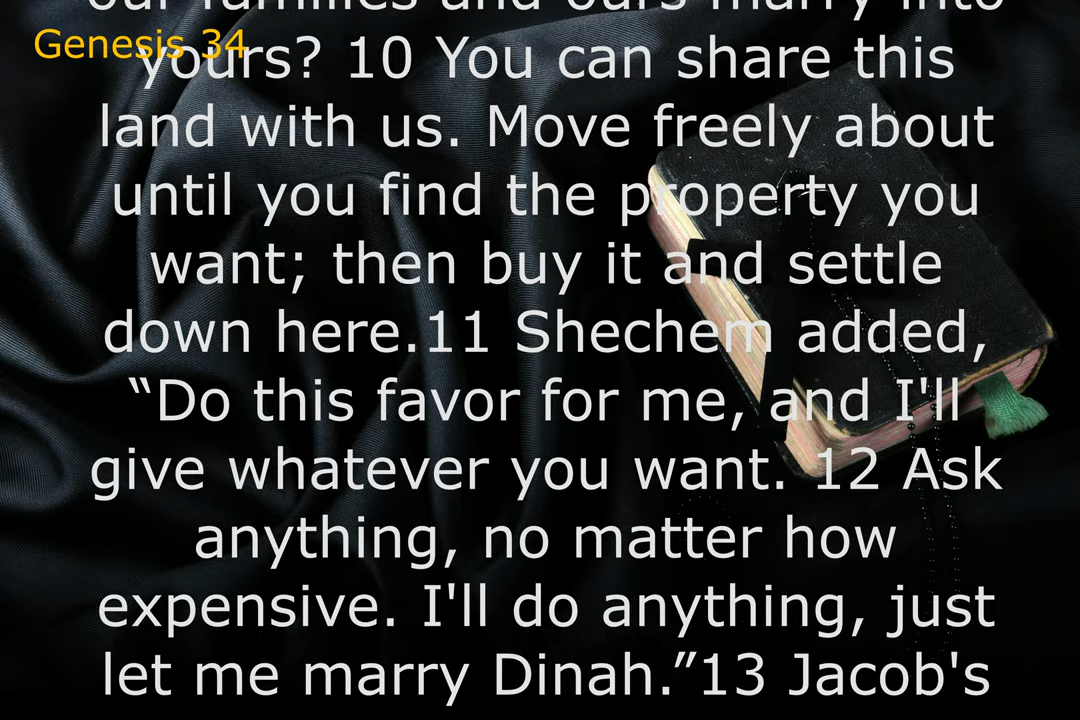 our families and ours marry into
Genesis 34
yours? 10 You can share this
land with us. Move freely about
until you find the property you
want; then buy it and settle
down here.11 Shechem added,
“Do this favor for me, and I'll
give whatever you want. 12 Ask
anything, no matter how
expensive. I'll do anything, just
let me marry Dinah.”13 Jacob's